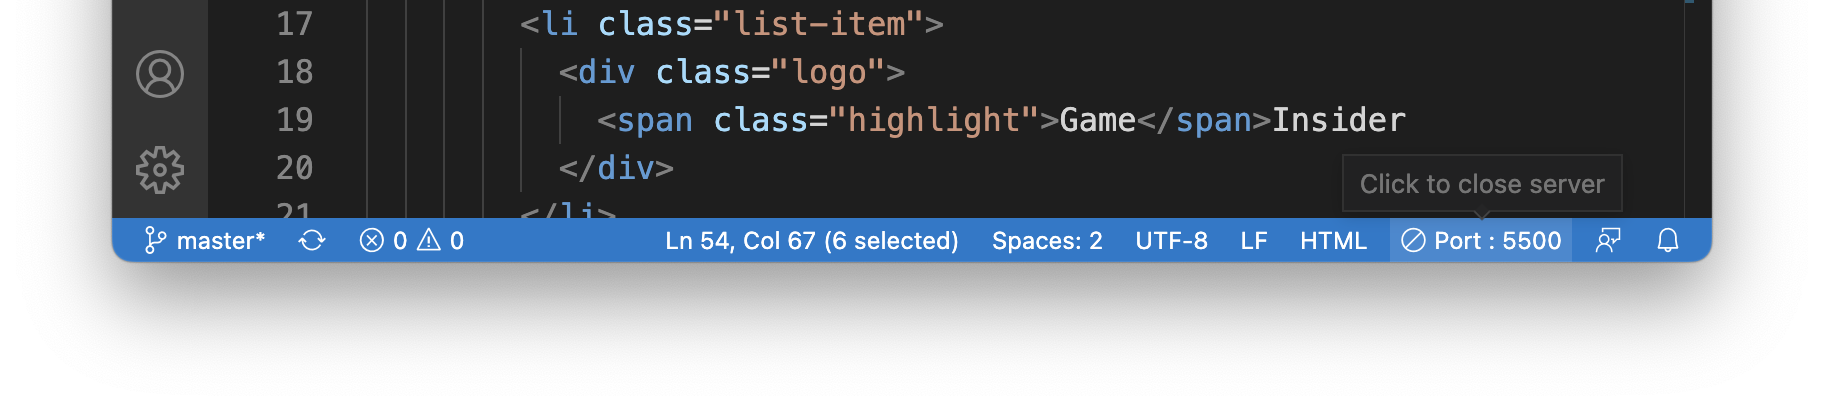 17 <li class="list-item">
18 <div class="logo">
19 <span class="highlight">Game</span>Insider
20 </div>
21 </li>
Click to close server
master* 0 0 Ln 54, Col 67 (6 selected) Spaces: 2 UTF-8 LF HTML Port : 5500